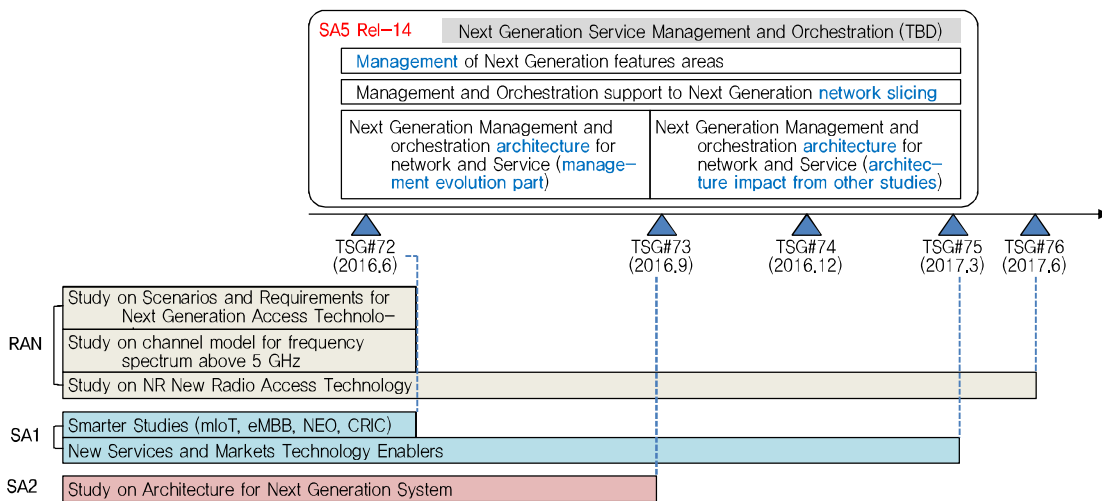 SA5 Rel-14
Next Generation Service Management and Orchestration (TBD)
Management of Next Generation features areas
Management and Orchestration support to Next Generation network slicing
Next Generation Management and
orchestration architecture for
network and Service (manage-
ment evolution part)
Next Generation Management and
orchestration architecture for
network and Service (architec-
ture impact from other studies)
TSG#72
(2016.6)
TSG#73
(2016.9)
TSG#74
(2016.12)
TSG#75
(2017.3)
TSG#76
(2017.6)
RAN
Study on Scenarios and Requirements for
Next Generation Access Technolo-
Study on channel model for frequency
spectrum above 5 GHz
Study on NR New Radio Access Technology
SA1
Smarter Studies (mIoT, eMBB, NEO, CRIC)
New Services and Markets Technology Enablers
SA2
Study on Architecture for Next Generation System